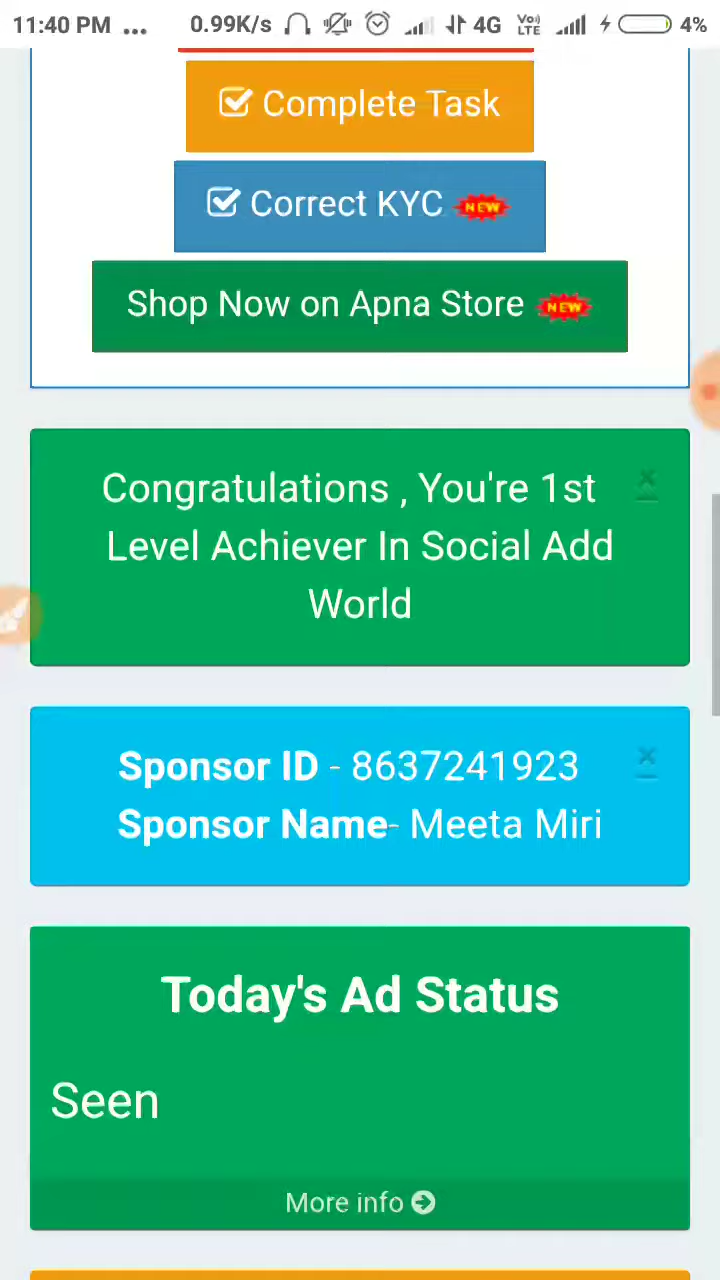 11:40 PM ... 0.99K/s 4G Vo) LTE 4%
Complete Task
Correct KYC NEW
Shop Now on Apna Store NEW
Congratulations , You're 1st
Level Achiever In Social Add
World
Sponsor ID - 8637241923
Sponsor Name- Meeta Miri
Today's Ad Status
Seen
More info